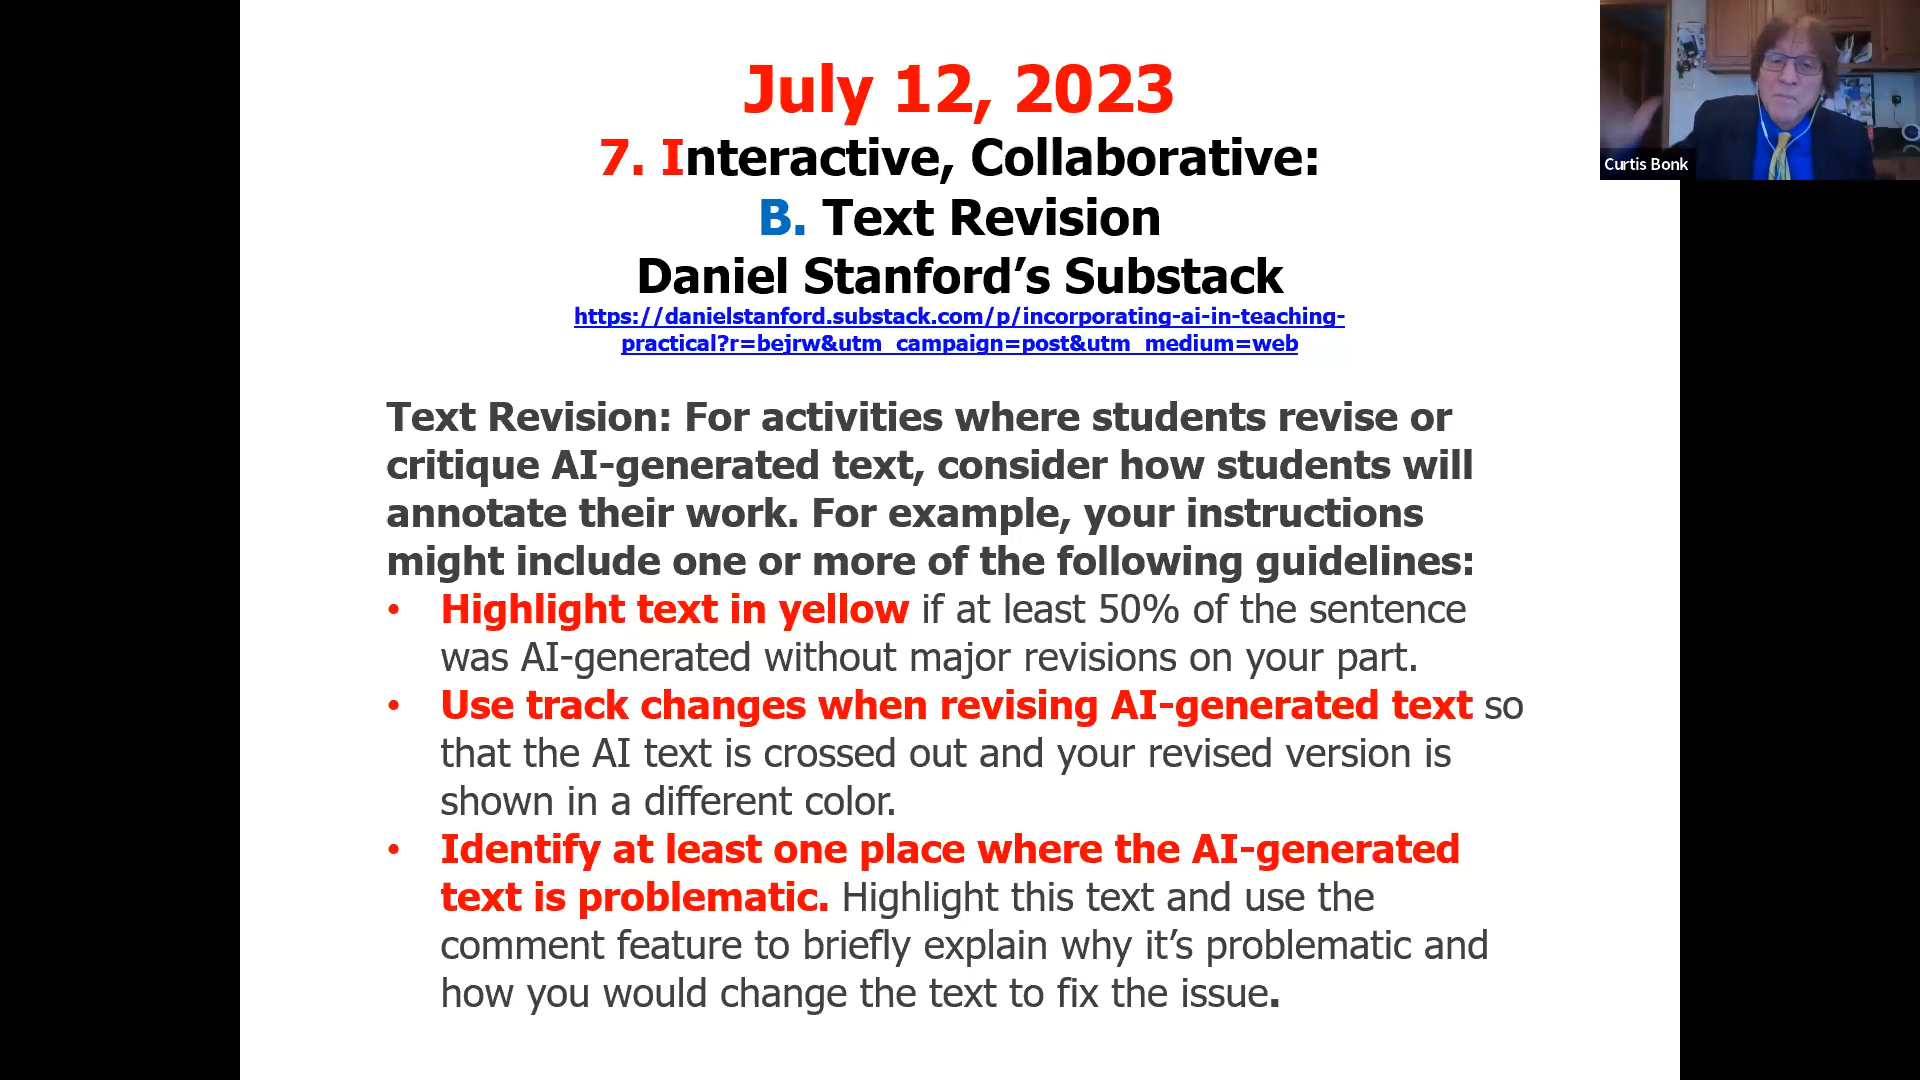 July 12, 2023
7. Interactive, Collaborative:
B. Text Revision
Daniel Stanford’s Substack
https://danielstanford.substack.com/p/incorporating-ai-in-teaching-
practical?r=bejrw&utm_campaign=post&utm_medium=web
Text Revision: For activities where students revise or
critique AI-generated text, consider how students will
annotate their work. For example, your instructions
might include one or more of the following guidelines:
• Highlight text in yellow if at least 50% of the sentence
was AI-generated without major revisions on your part.
• Use track changes when revising AI-generated text so
that the AI text is crossed out and your revised version is
shown in a different color.
• Identify at least one place where the AI-generated
text is problematic. Highlight this text and use the
comment feature to briefly explain why it’s problematic and
how you would change the text to fix the issue.
Curtis Bonk